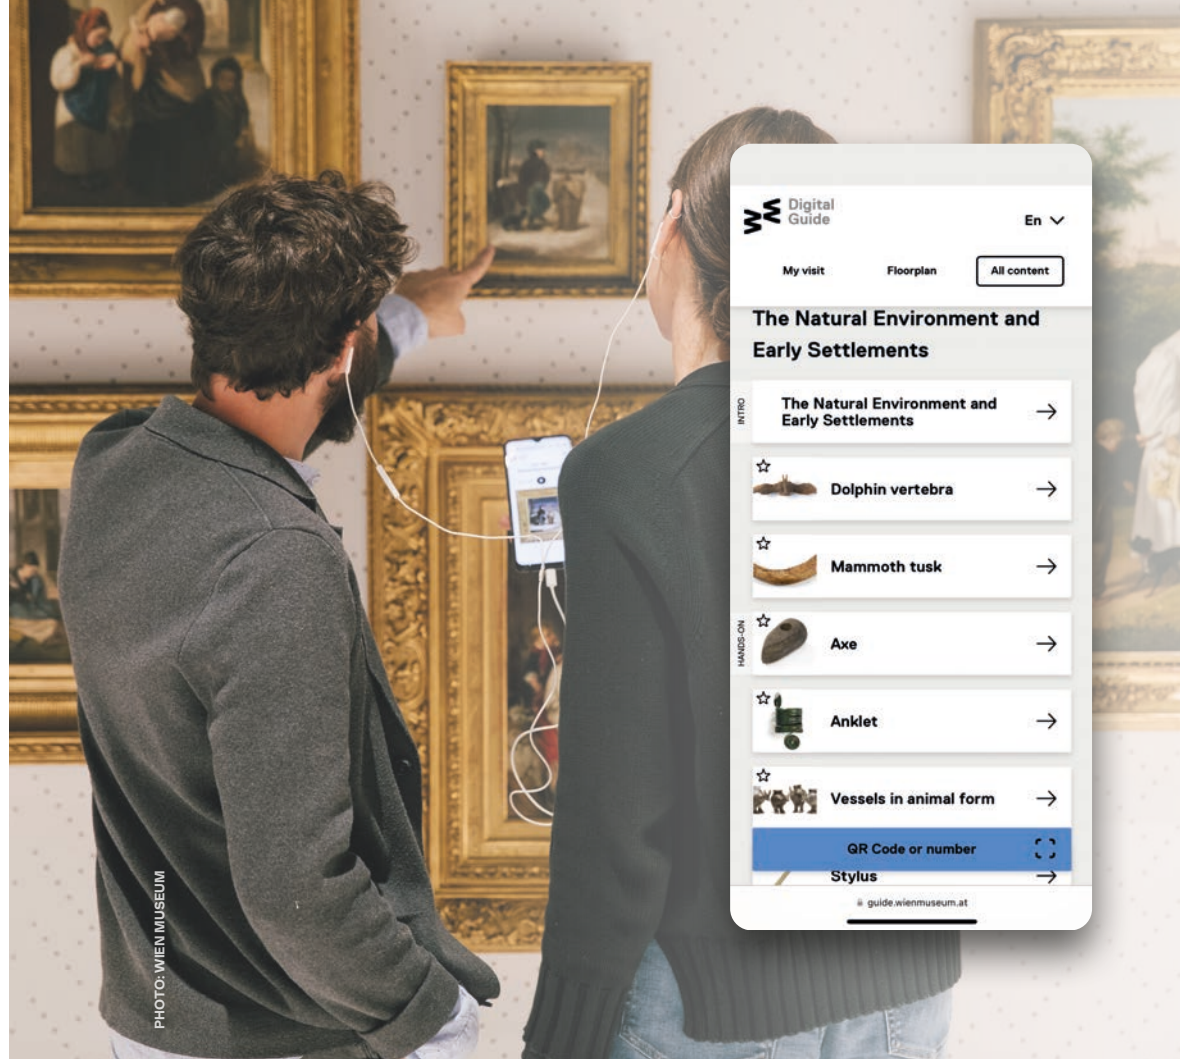 Digital
Guide
En
My visit
Floorplan
All content
The Natural Environment and
Early Settlements
INTRO
The Natural Environment and
Early Settlements
Dolphin vertebra
Mammoth tusk
HANDS-ON
Axe
Anklet
Vessels in animal form
QR Code or number
Stylus
guide.wienmuseum.at
PHOTO: WIEN MUSEUM